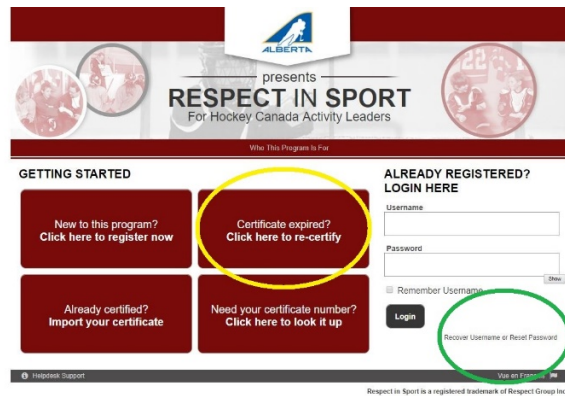 ALBERTA
presents
RESPECT IN SPORT
For Hockey Canada Activity Leaders
Who This Program Is For
GETTING STARTED
New to this program?
Click here to register now
Certificate expired?
Click here to re-certify
Already certified?
Import your certificate
Need your certificate number?
Click here to look it up
ALREADY REGISTERED?
LOGIN HERE
Username
Password
Show
Remember Username
Login
Recover Username or Reset Password
Helpdesk Support
Vue en Français
Respect in Sport is a registered trademark of Respect Group Inc